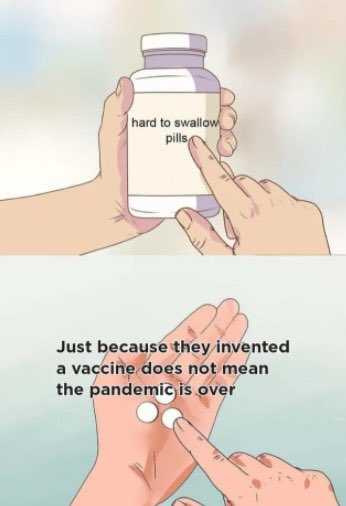 hard to swallow
pills
Just because they invented
a vaccine does not mean
the pandemic is over